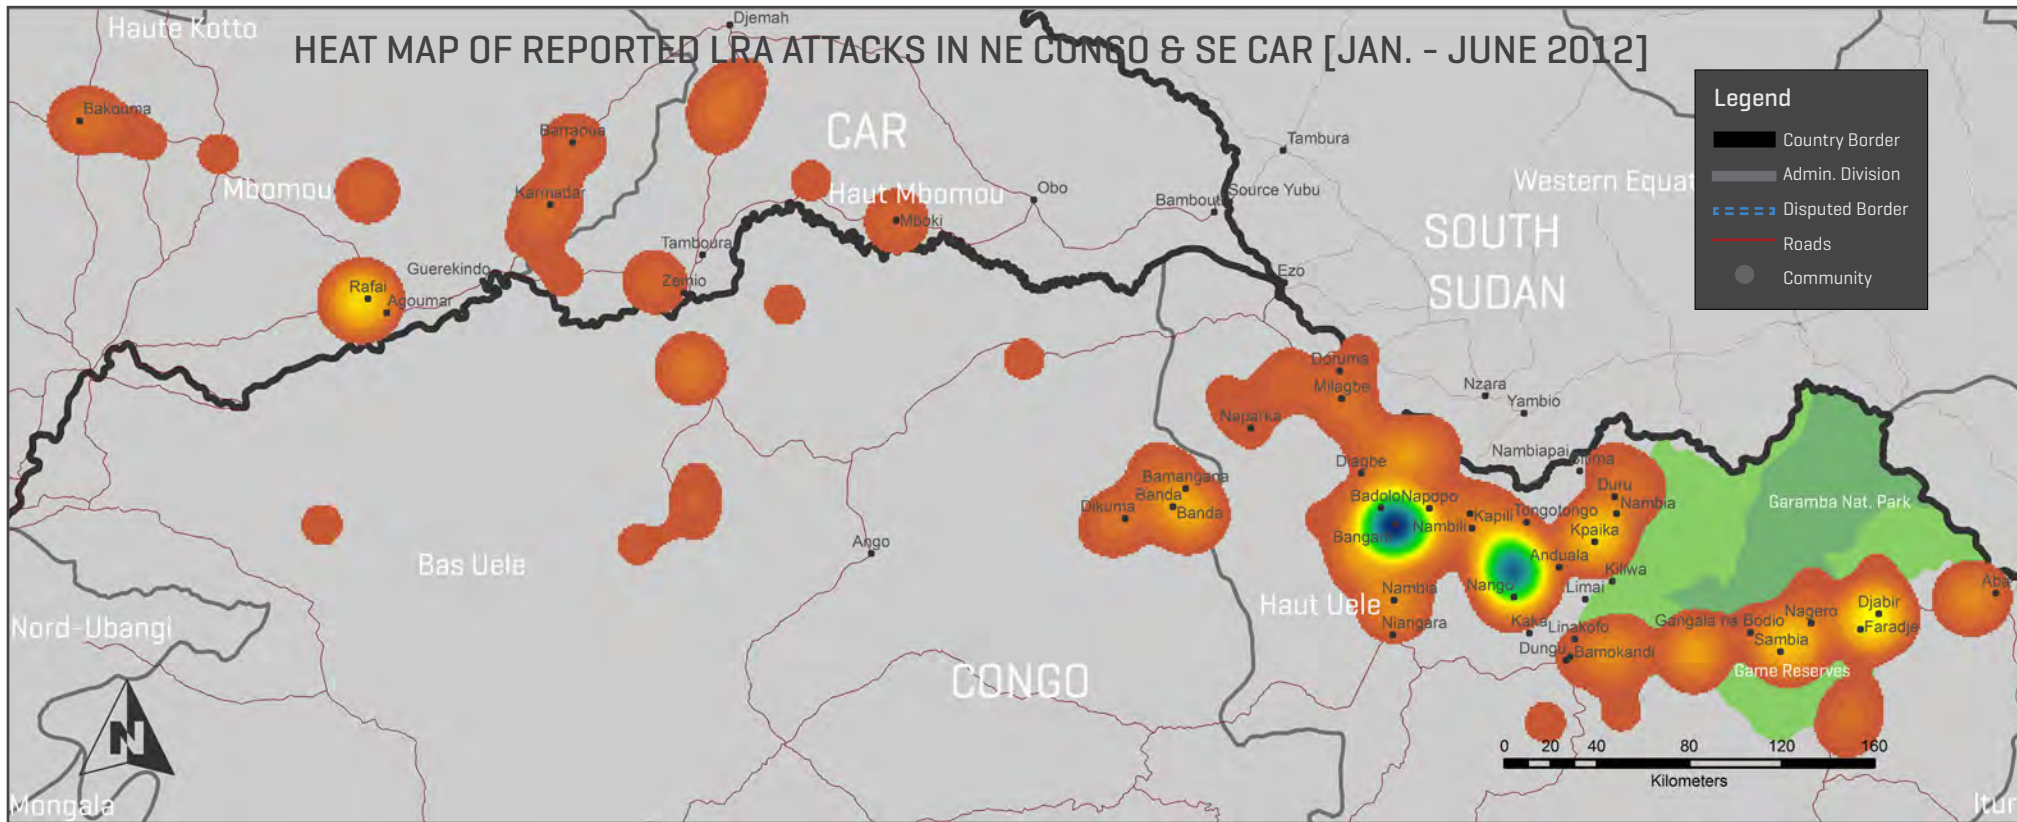 Haute Kotto
Djemah
HEAT MAP OF REPORTED LRA ATTACKS IN NE CONGO & SE CAR [JAN. - JUNE 2012]
Legend
Country Border
Admin. Division
Disputed Border
Roads
Community
Bakouma
Barraoua
CAR
Tambura
Mbomou
Karmadar
Haut Mbomou
Obo
Source Yubu
Bambouti
Western Equat
Mboki
SOUTH
SUDAN
Tamboura
Guerekindo
Zemio
Ezo
Rafai
Agoumar
Doruma
Milagbe
Nzara
Yambio
Naparka
Nambiapai
Diagbe
Bamangana
Banda
Banda
Dikuma
Badolo
Napopo
Duru
Nambia
Garamba Nat. Park
Kapili
Tongotongo
Nambili
Kpaika
Ango
Anduala
Bas Uele
Kiliwa
Nango
Limai
Nambia
Haut Uele
Aba
Djabir
Nagero
Faradje
Gangala na Bodio
Sambia
Niangara
Kaka
Linakofo
Nord-Ubangi
Dungu
Bamokandi
Game Reserves
CONGO
N
0 20 40 80 120 160
Kilometers
Mongala
Itur